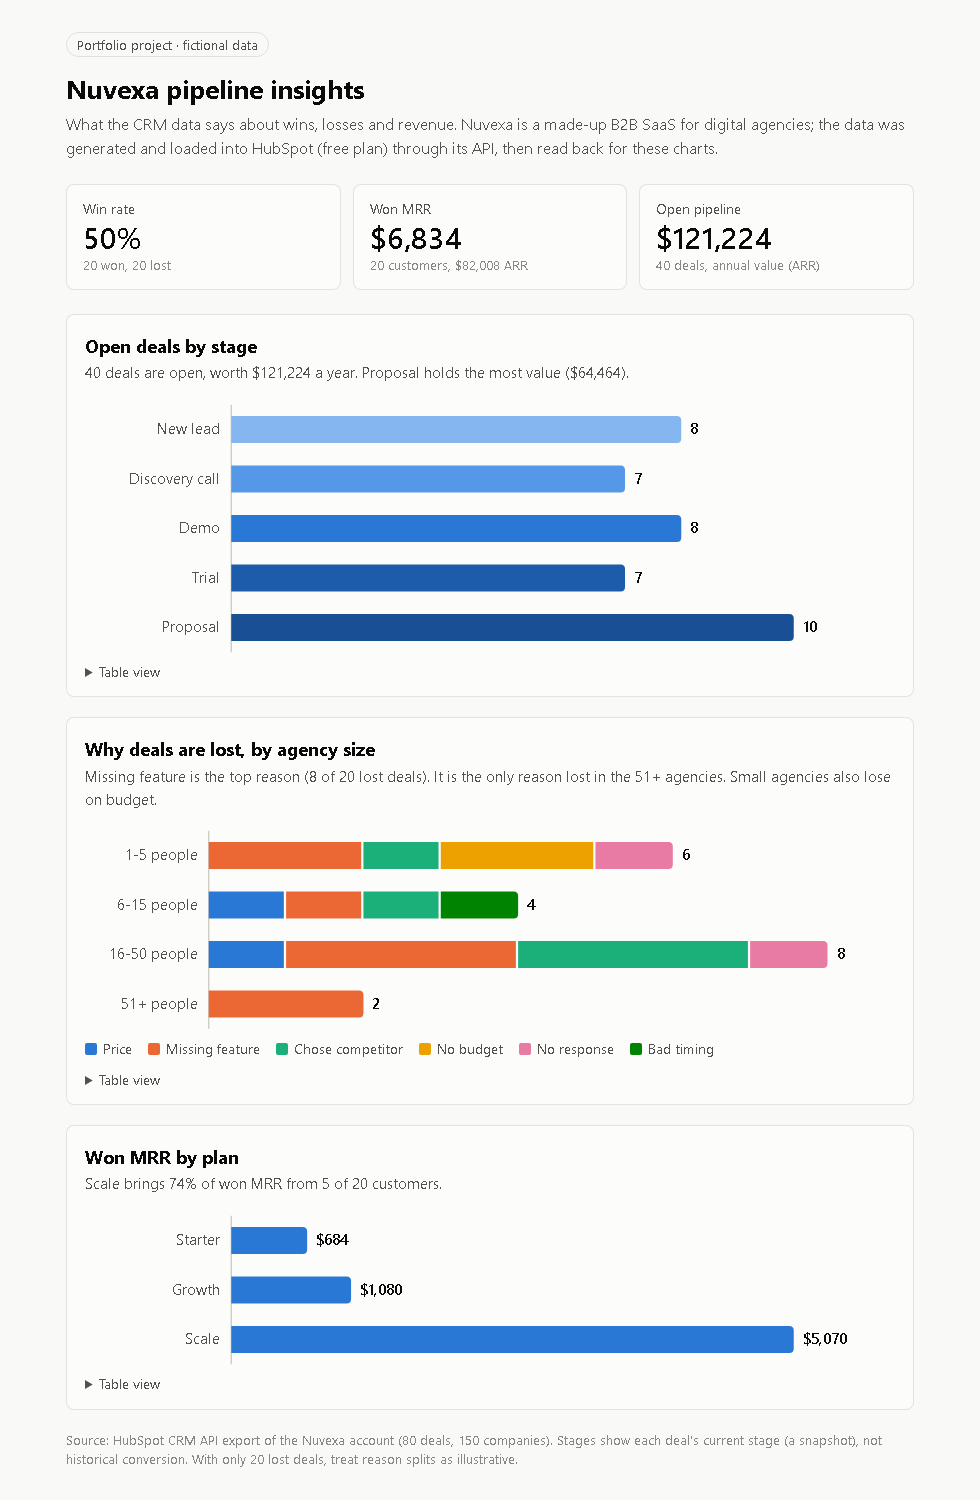 Portfolio project · fictional data
Nuvexa pipeline insights
What the CRM data says about wins, losses and revenue. Nuvexa is a made-up B2B SaaS for digital agencies; the data was
generated and loaded into HubSpot (free plan) through its API, then read back for these charts.
Win rate
50%
20 won, 20 lost
Won MRR
$6,834
20 customers, $82,008 ARR
Open pipeline
$121,224
40 deals, annual value (ARR)
Open deals by stage
40 deals are open, worth $121,224 a year. Proposal holds the most value ($64,464).
New lead 8
Discovery call 7
Demo 8
Trial 7
Proposal 10
▶ Table view
Why deals are lost, by agency size
Missing feature is the top reason (8 of 20 lost deals). It is the only reason lost in the 51+ agencies. Small agencies also lose
on budget.
1-5 people 6
6-15 people 4
16-50 people 8
51+ people 2
Price Missing feature Chose competitor No budget No response Bad timing
▶ Table view
Won MRR by plan
Scale brings 74% of won MRR from 5 of 20 customers.
Starter $684
Growth $1,080
Scale $5,070
▶ Table view
Source: HubSpot CRM API export of the Nuvexa account (80 deals, 150 companies). Stages show each deal's current stage (a snapshot), not
historical conversion. With only 20 lost deals, treat reason splits as illustrative.